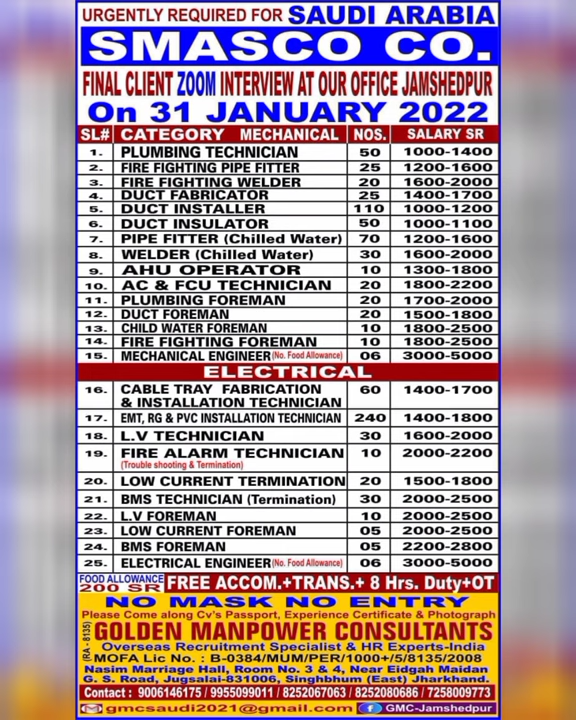 URGENTLY REQUIRED FOR SAUDI ARABIA
SMASCO CO.
FINAL CLIENT ZOOM INTERVIEW AT OUR OFFICE JAMSHEDPUR
On 31 JANUARY 2022
SL# CATEGORY MECHANICAL NOS. SALARY SR
1. PLUMBING TECHNICIAN 50 1000-1400
2. FIRE FIGHTING PIPE FITTER 25 1200-1600
3. FIRE FIGHTING WELDER 20 1600-2000
4. DUCT FABRICATOR 25 1400-1700
5. DUCT INSTALLER 110 1000-1200
6. DUCT INSULATOR 50 1000-1100
7. PIPE FITTER (Chilled Water) 70 1200-1600
8. WELDER (Chilled Water) 30 1600-2000
9. AHU OPERATOR 10 1300-1800
10. AC & FCU TECHNICIAN 20 1800-2200
11. PLUMBING FOREMAN 20 1700-2000
12. DUCT FOREMAN 20 1500-1800
13. CHILD WATER FOREMAN 10 1800-2500
14. FIRE FIGHTING FOREMAN 10 1800-2500
15. MECHANICAL ENGINEER (No. Food Allowance) 06 3000-5000
ELECTRICAL
16. CABLE TRAY FABRICATION 60 1400-1700
& INSTALLATION TECHNICIAN
17. EMT, RG & PVC INSTALLATION TECHNICIAN 240 1400-1800
18. L.V TECHNICIAN 30 1600-2000
19. FIRE ALARM TECHNICIAN 10 2000-2200
(Trouble shooting & Termination)
20. LOW CURRENT TERMINATION 20 1500-1800
21. BMS TECHNICIAN (Termination) 30 2000-2500
22. L.V FOREMAN 10 2000-2500
23. LOW CURRENT FOREMAN 05 2000-2500
24. BMS FOREMAN 05 2200-2800
25. ELECTRICAL ENGINEER (No. Food Allowance) 06 3000-5000
FOOD ALLOWANCE
200 SR FREE ACCOM.+TRANS.+ 8 Hrs. Duty+OT
NO MASK NO ENTRY
Please Come along Cv's Passport, Experience Certificate & Photograph
(RA - 8135) GOLDEN MANPOWER CONSULTANTS
Overseas Recruitment Specialist & HR Experts-India
MOFA Lic No. : B-0384/MUM/PER/1000+/5/8135/2008
Nasim Marriage Hall, Room No. 3 & 4, Near Eidgah Maidan
G. S. Road, Jugsalai-831006, Singhbhum (East) Jharkhand.
Contact : 9006146175 / 9955099011 / 8252067063 / 8252080686 / 7258009773
gmcsaudi2021@gmail.com f GMC-Jamshedpur